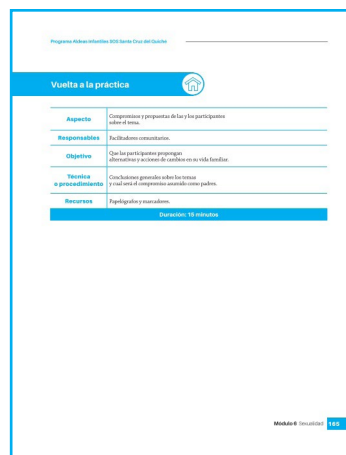 Programa Aldeas Infantiles SOS Santa Cruz del Quiché
Vuelta a la práctica
Aspecto
Compromisos y propuestas de las y los participantes
sobre el tema.
Responsables
Facilitadores comunitarios.
Objetivo
Que las participantes propongan
alternativas y acciones de cambios en su vida familiar.
Técnica
o procedimiento
Conclusiones generales sobre los temas
y cual será el compromiso asumido como padres.
Recursos
Papelógrafos y marcadores.
Duración: 15 minutos
Módulo 6 Sexualidad 165